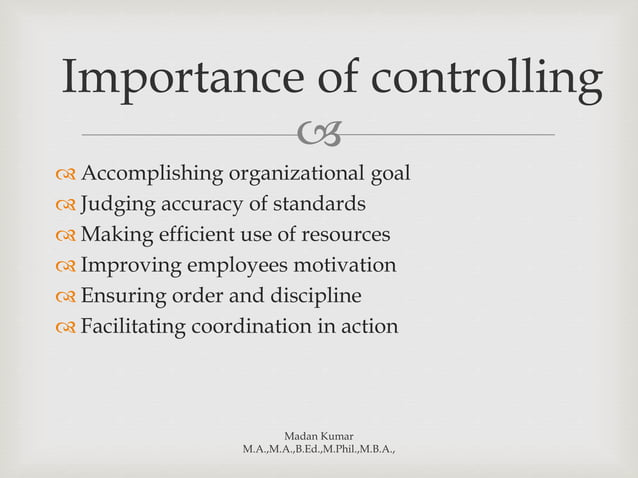 Importance of controlling
Accomplishing organizational goal
Judging accuracy of standards
Making efficient use of resources
Improving employees motivation
Ensuring order and discipline
Facilitating coordination in action
Madan Kumar
M.A.,M.A.,B.Ed.,M.Phil.,M.B.A.,